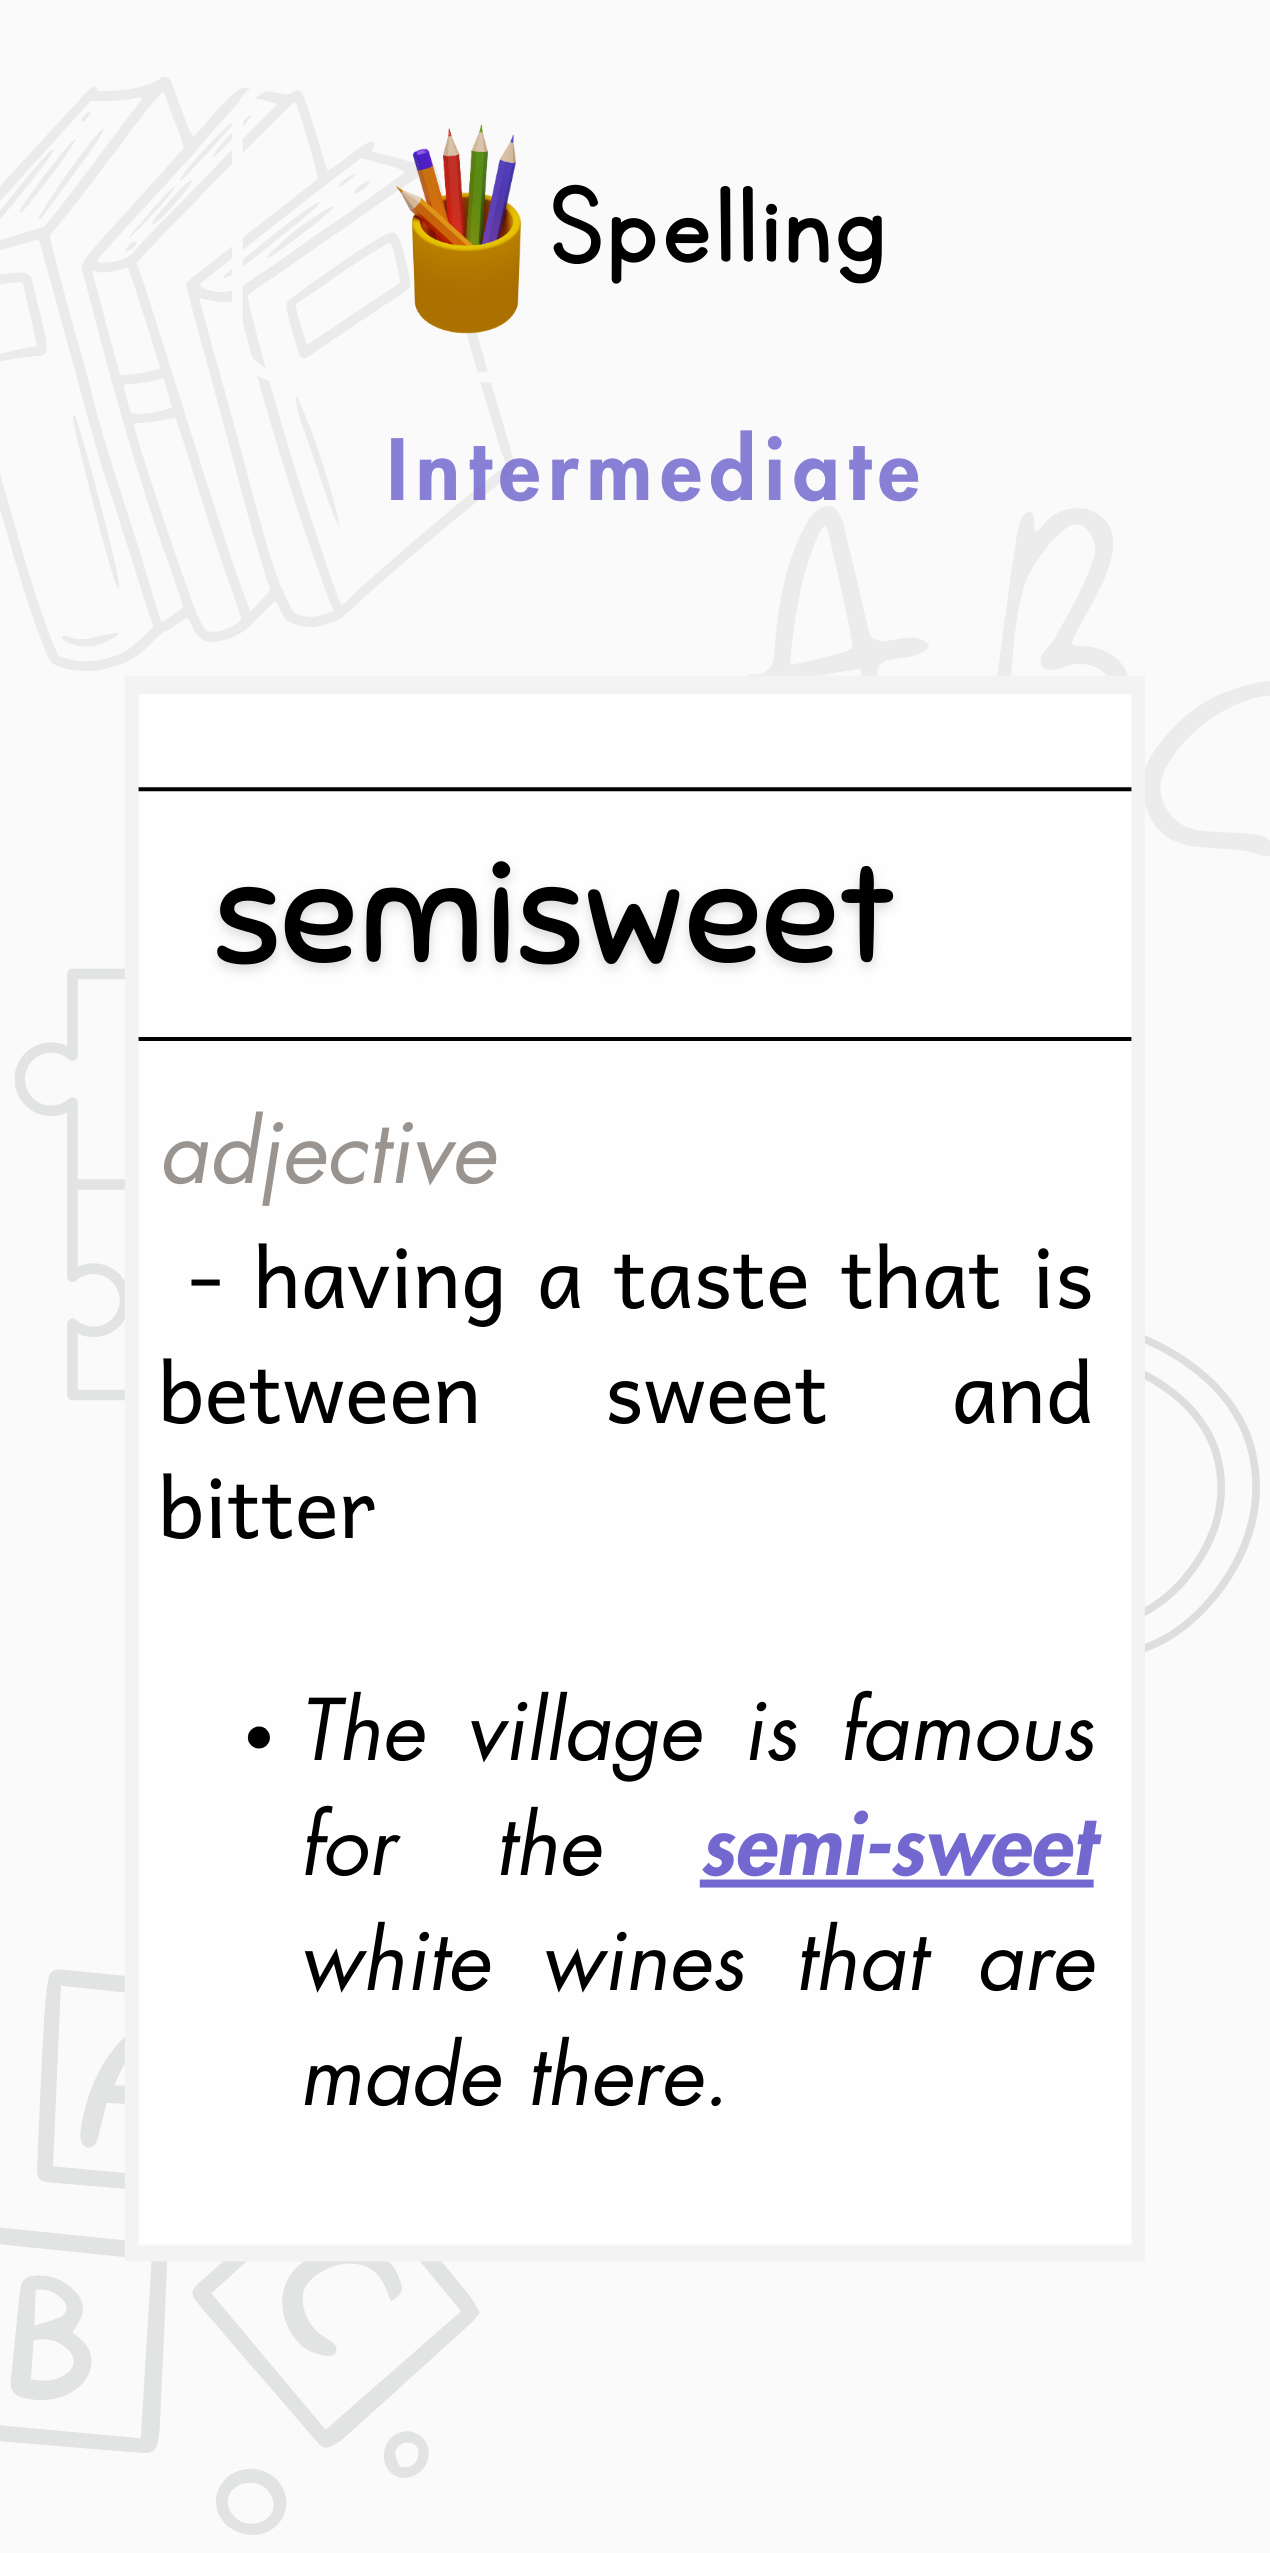 Spelling
Intermediate
A B
semisweet
adjective
- having a taste that is
between sweet and
bitter
• The village is famous
for the semi-sweet
white wines that are
made there.
A
B C